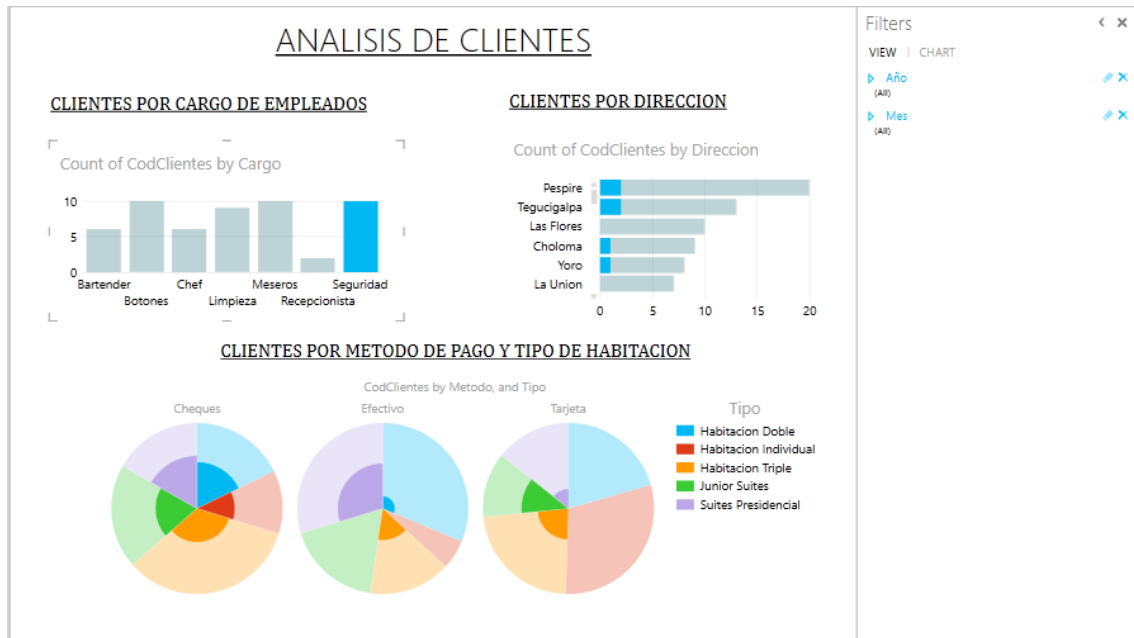 ANALISIS DE CLIENTES
CLIENTES POR CARGO DE EMPLEADOS
Count of CodClientes by Cargo
10
5
0
Bartender
Botones
Chef
Limpieza
Meseros
Recepcionista
Seguridad
CLIENTES POR DIRECCION
Count of CodClientes by Direccion
Pespire
Tegucigalpa
Las Flores
Choloma
Yoro
La Union
0 5 10 15 20
CLIENTES POR METODO DE PAGO Y TIPO DE HABITACION
CodClientes by Metodo, and Tipo
Cheques
Efectivo
Tarjeta
Tipo
Habitacion Doble
Habitacion Individual
Habitacion Triple
Junior Suites
Suites Presidencial
Filters
VIEW | CHART
Año
(All)
Mes
(All)